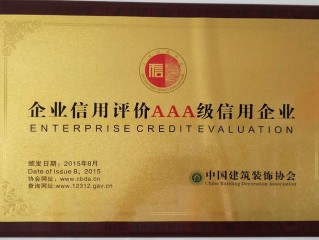 信
企业信用评价AAA级信用企业
ENTERPRISE CREDIT EVALUATION
颁发日期:2015年8月
Date of Issue 8, 2015
协会网址:www.cbda.cn
查询网址:www.12312.gov.cn
中国建筑装饰协会
China Building Decoration Association